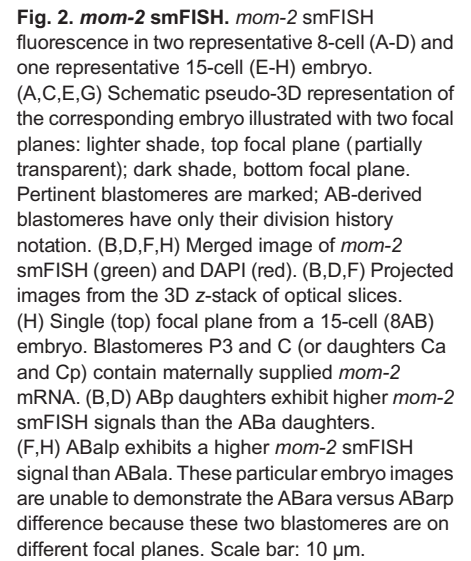 Fig. 2. mom-2 smFISH. mom-2 smFISH
fluorescence in two representative 8-cell (A-D) and
one representative 15-cell (E-H) embryo.
(A,C,E,G) Schematic pseudo-3D representation of
the corresponding embryo illustrated with two focal
planes: lighter shade, top focal plane (partially
transparent); dark shade, bottom focal plane.
Pertinent blastomeres are marked; AB-derived
blastomeres have only their division history
notation. (B,D,F,H) Merged image of mom-2
smFISH (green) and DAPI (red). (B,D,F) Projected
images from the 3D z-stack of optical slices.
(H) Single (top) focal plane from a 15-cell (8AB)
embryo. Blastomeres P3 and C (or daughters Ca
and Cp) contain maternally supplied mom-2
mRNA. (B,D) ABp daughters exhibit higher mom-2
smFISH signals than the ABa daughters.
(F,H) ABalp exhibits a higher mom-2 smFISH
signal than ABala. These particular embryo images
are unable to demonstrate the ABara versus ABarp
difference because these two blastomeres are on
different focal planes. Scale bar: 10 μm.